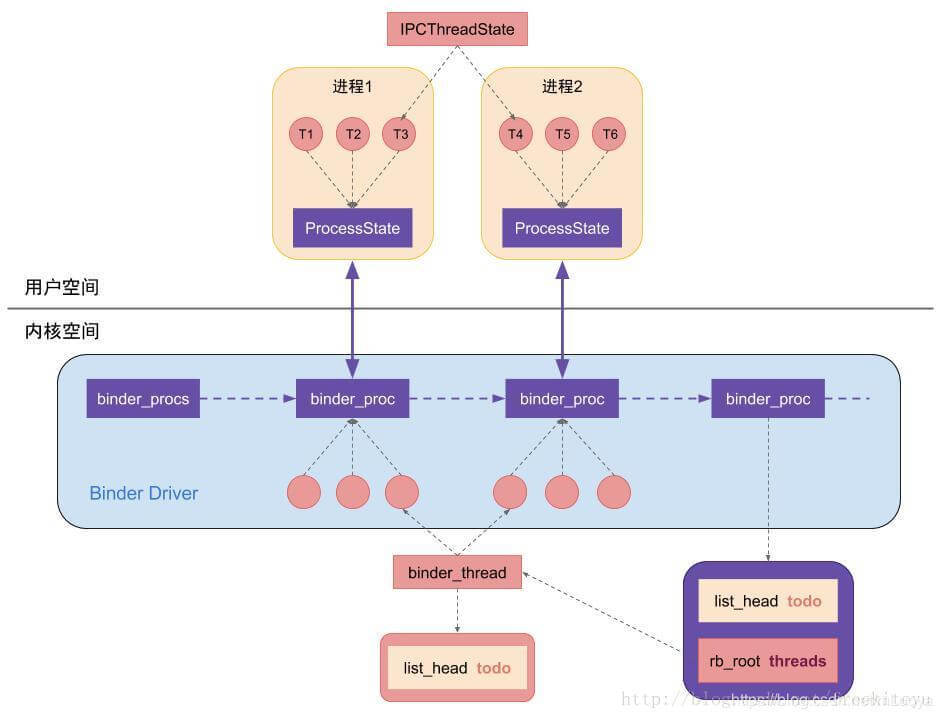 IPCThreadState
进程1
进程2
T1 T2 T3
T4 T5 T6
ProcessState
ProcessState
用户空间
内核空间
binder_procs
binder_proc
binder_proc
binder_proc
Binder Driver
binder_thread
list_head todo
list_head todo
rb_root threads